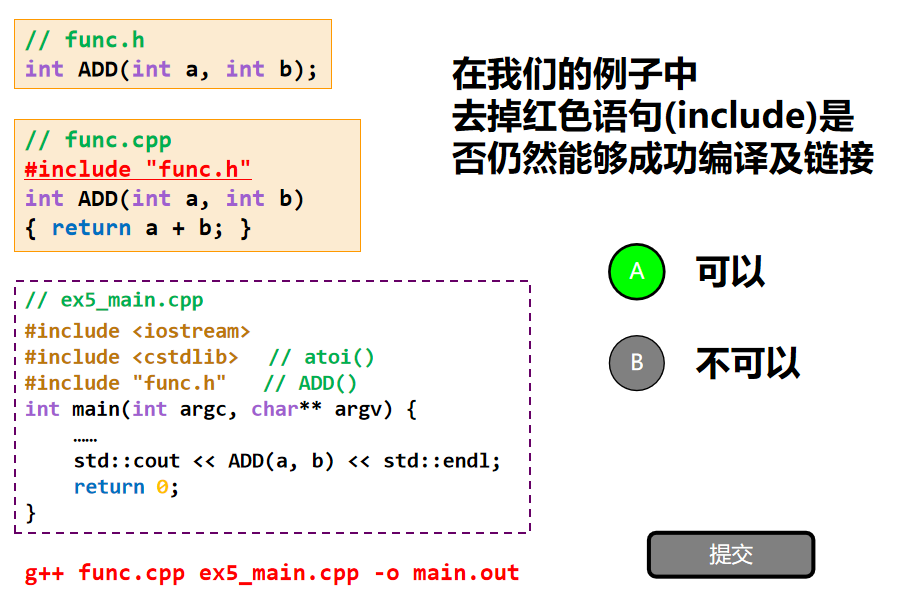 // func.h
int ADD(int a, int b);
// func.cpp
#include "func.h"
int ADD(int a, int b)
{ return a + b; }
// ex5_main.cpp
#include <iostream>
#include <cstdlib>  // atoi()
#include "func.h"  // ADD()
int main(int argc, char** argv) {
    ……
    std::cout << ADD(a, b) << std::endl;
    return 0;
}
g++ func.cpp ex5_main.cpp -o main.out
在我们的例子中
去掉红色语句(include)是
否仍然能够成功编译及链接
A 可以
B 不可以
提交